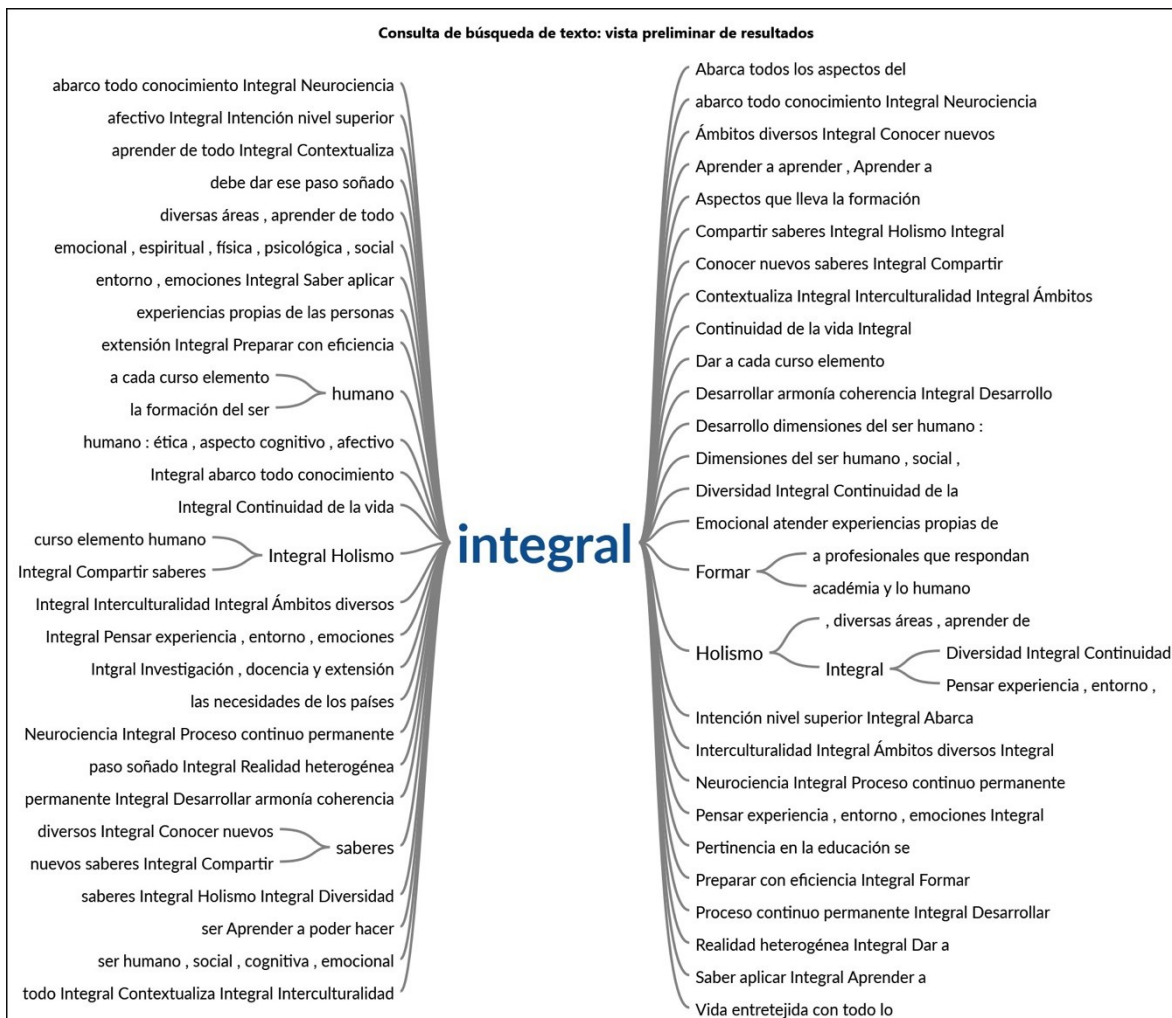 Consulta de búsqueda de texto: vista preliminar de resultados
abarco todo conocimiento Integral Neurociencia
afectivo Integral Intención nivel superior
aprender de todo Integral Contextualiza
debe dar ese paso soñado
diversas áreas , aprender de todo
emocional , espiritual , física , psicológica , social
entorno , emociones Integral Saber aplicar
experiencias propias de las personas
extensión Integral Preparar con eficiencia
a cada curso elemento
la formación del ser
humano
humano : ética , aspecto cognitivo , afectivo
Integral abarco todo conocimiento
Integral Continuidad de la vida
curso elemento humano
Integral Compartir saberes
Integral Holismo
Integral Interculturalidad Integral Ámbitos diversos
Integral Pensar experiencia , entorno , emociones
Intgral Investigación , docencia y extensión
las necesidades de los países
Neurociencia Integral Proceso continuo permanente
paso soñado Integral Realidad heterogénea
permanente Integral Desarrollar armonía coherencia
diversos Integral Conocer nuevos
nuevos saberes Integral Compartir
saberes
saberes Integral Holismo Integral Diversidad
ser Aprender a poder hacer
ser humano , social , cognitiva , emocional
todo Integral Contextualiza Integral Interculturalidad
integral
Abarca todos los aspectos del
abarco todo conocimiento Integral Neurociencia
Ámbitos diversos Integral Conocer nuevos
Aprender a aprender , Aprender a
Aspectos que lleva la formación
Compartir saberes Integral Holismo Integral
Conocer nuevos saberes Integral Compartir
Contextualiza Integral Interculturalidad Integral Ámbitos
Continuidad de la vida Integral
Dar a cada curso elemento
Desarrollar armonía coherencia Integral Desarrollo
Desarrollo dimensiones del ser humano :
Dimensiones del ser humano , social ,
Diversidad Integral Continuidad de la
Emocional atender experiencias propias de
Formar
a profesionales que respondan
académia y lo humano
Holismo
, diversas áreas , aprender de
Integral
Diversidad Integral Continuidad
Pensar experiencia , entorno ,
Intención nivel superior Integral Abarca
Interculturalidad Integral Ámbitos diversos Integral
Neurociencia Integral Proceso continuo permanente
Pensar experiencia , entorno , emociones Integral
Pertinencia en la educación se
Preparar con eficiencia Integral Formar
Proceso continuo permanente Integral Desarrollar
Realidad heterogénea Integral Dar a
Saber aplicar Integral Aprender a
Vida entretejida con todo lo